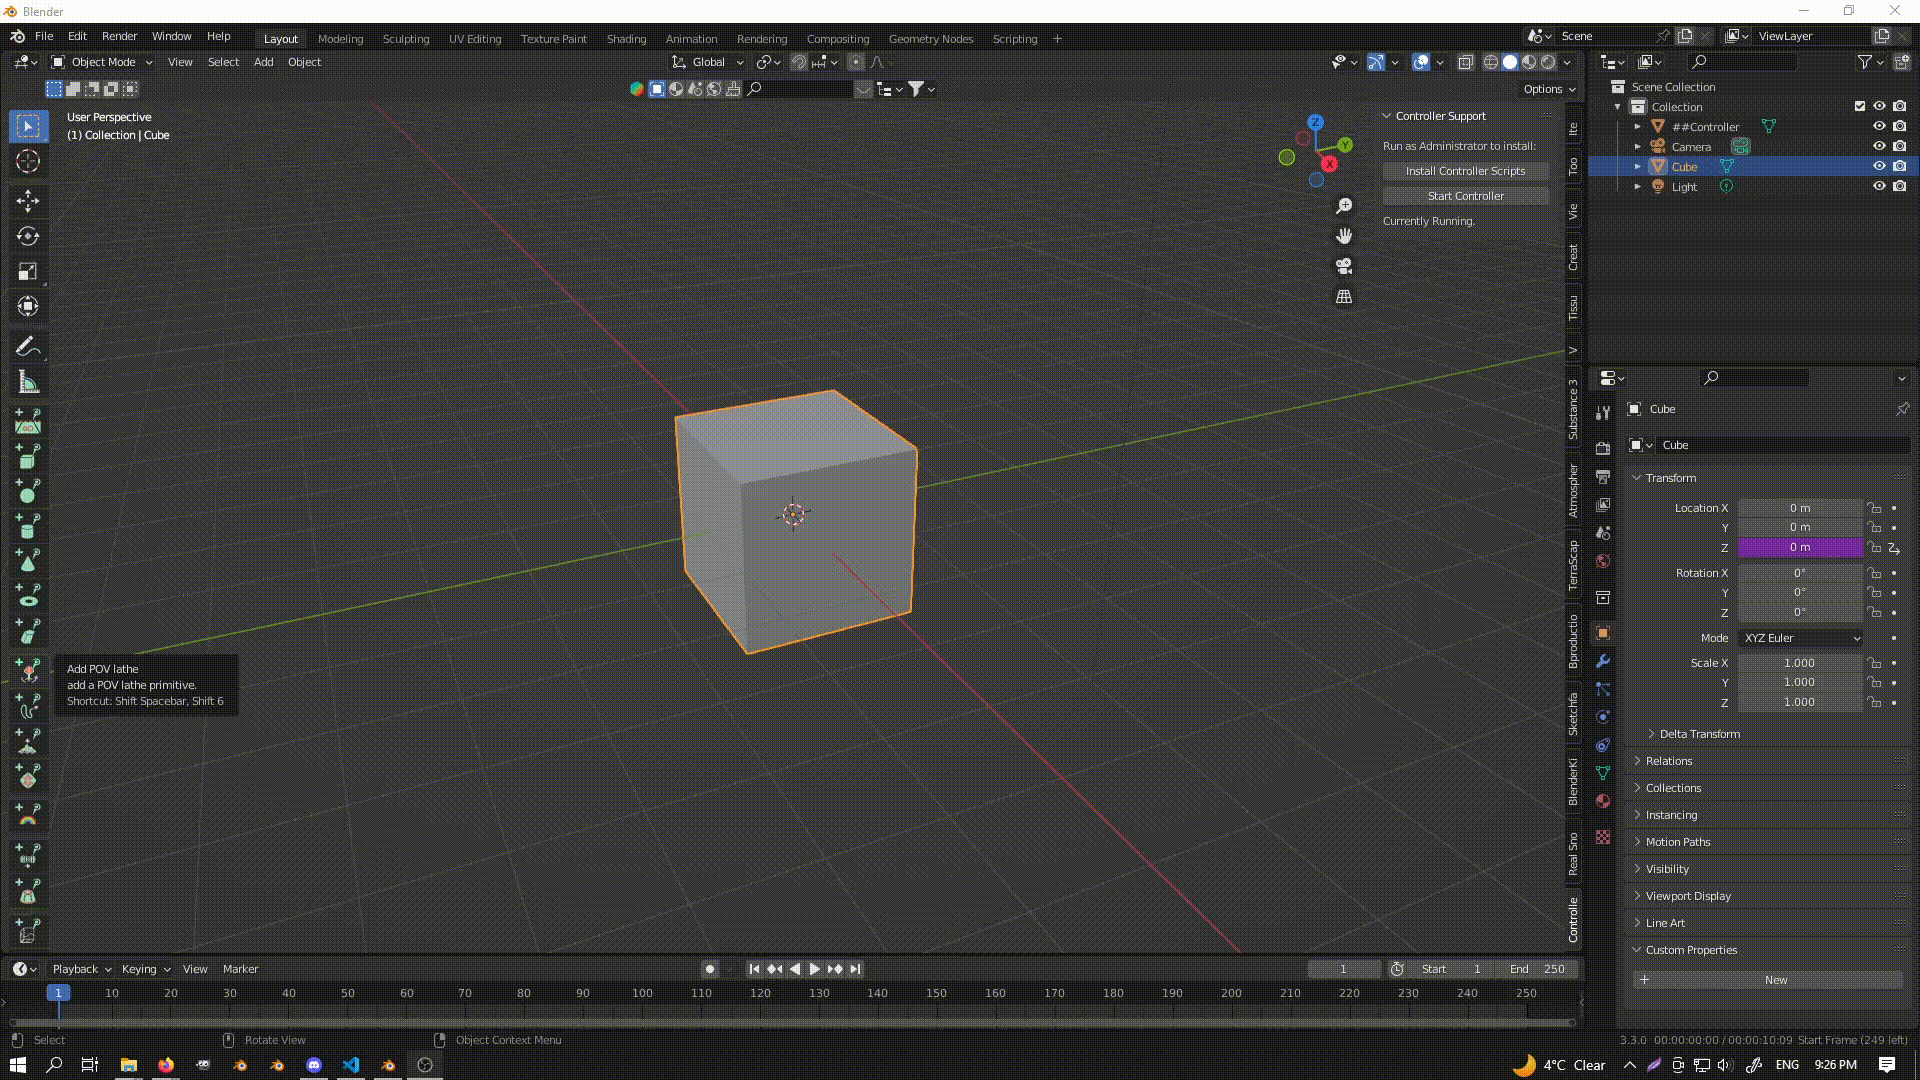 Blender
File Edit Render Window Help
Layout Modeling Sculpting UV Editing Texture Paint Shading Animation Rendering Compositing Geometry Nodes Scripting +
Scene
ViewLayer
Object Mode View Select Add Object
Global
Options
User Perspective
(1) Collection | Cube
Z
Y
X
Controller Support
Run as Administrator to install:
Install Controller Scripts
Start Controller
Currently Running.
Ite
Too
Vie
Creat
Tissu
V
Substance 3
Atmospher
TerraScap
Bproductio
Sketchfa
BlenderKi
Real Sno
Controlle
Scene Collection
Collection
##Controller
Camera
Cube
Light
Cube
Cube
Transform
Location X 0 m
Y 0 m
Z 0 m
Rotation X 0°
Y 0°
Z 0°
Mode XYZ Euler
Scale X 1.000
Y 1.000
Z 1.000
Delta Transform
Relations
Collections
Instancing
Motion Paths
Visibility
Viewport Display
Line Art
Custom Properties
+ New
Add POV lathe
add a POV lathe primitive.
Shortcut: Shift Spacebar, Shift 6
Playback Keying View Marker
1 Start 1 End 250
1 10 20 30 40 50 60 70 80 90 100 110 120 130 140 150 160 170 180 190 200 210 220 230 240 250
Select Rotate View Object Context Menu
3.3.0 00:00:00:00 / 00:00:10:09 Start Frame (249 left)
4°C Clear ENG 9:26 PM